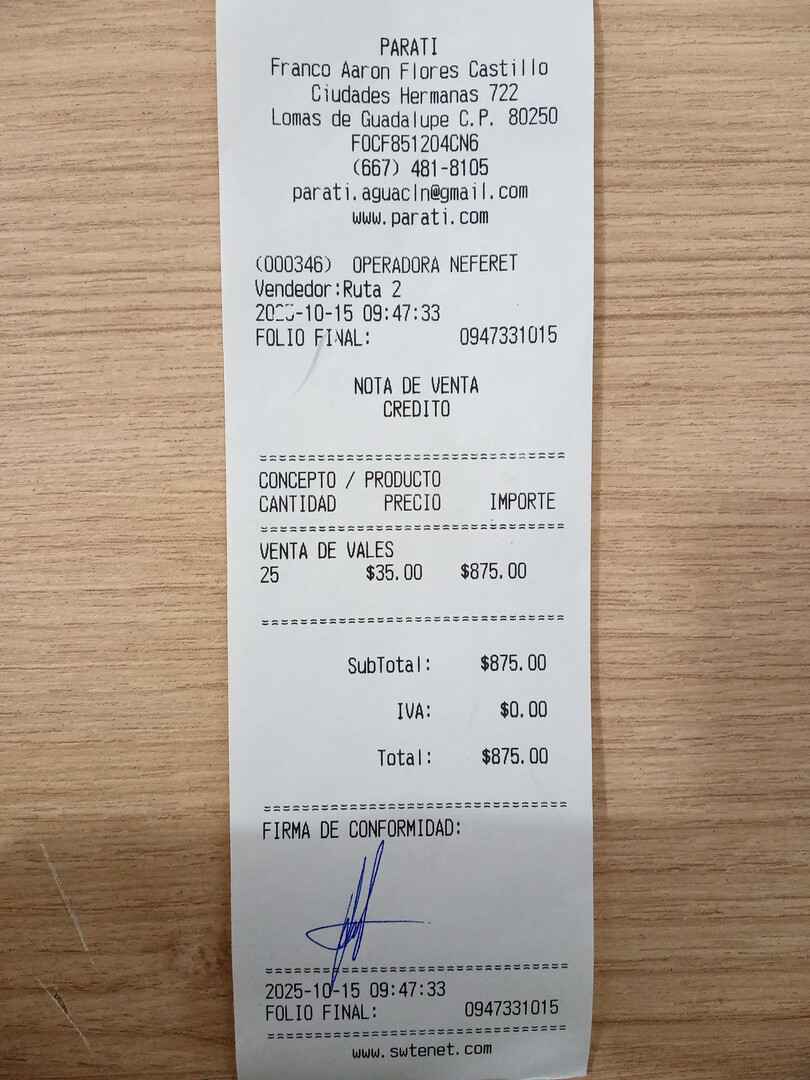 PARATI
Franco Aaron Flores Castillo
Ciudades Hermanas 722
Lomas de Guadalupe C.P. 80250
FOCF851204CN6
(667) 481-8105
parati.aguacln@gmail.com
www.parati.com
(000346) OPERADORA NEFERET
Vendedor:Ruta 2
2025-10-15 09:47:33
FOLIO FINAL: 0947331015
NOTA DE VENTA
CREDITO
==============================
CONCEPTO / PRODUCTO
CANTIDAD PRECIO IMPORTE
==============================
VENTA DE VALES
25 $35.00 $875.00
==============================
SubTotal: $875.00
IVA: $0.00
Total: $875.00
==============================
FIRMA DE CONFORMIDAD:
==============================
2025-10-15 09:47:33
FOLIO FINAL: 0947331015
==============================
www.swtenet.com